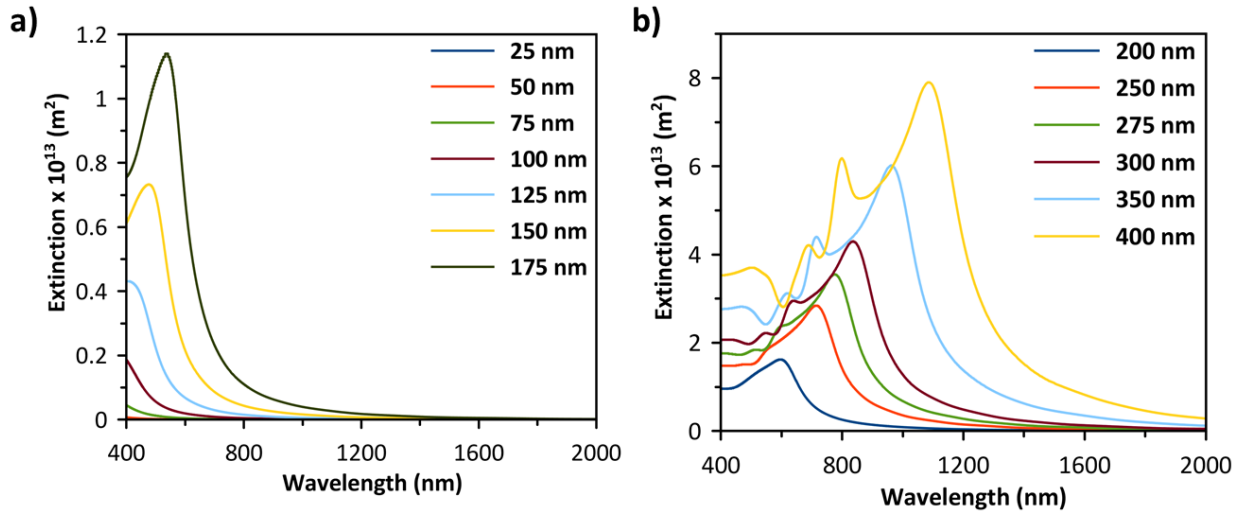 a)
Extinction x 10¹³ (m²)
1.2
1
0.8
0.6
0.4
0.2
0
400
800
1200
1600
2000
Wavelength (nm)
25 nm
50 nm
75 nm
100 nm
125 nm
150 nm
175 nm
b)
Extinction x 10¹³ (m²)
8
6
4
2
0
400
800
1200
1600
2000
Wavelength (nm)
200 nm
250 nm
275 nm
300 nm
350 nm
400 nm